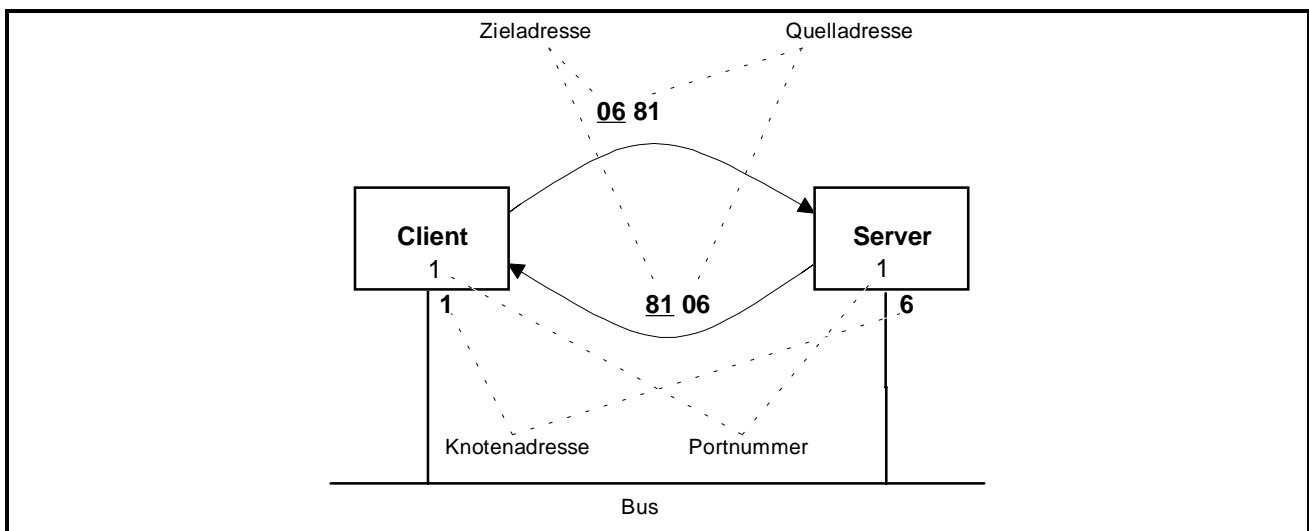 Zieladresse Quelladresse
06 81
Client Server
1 1
1 81 06 6
Knotenadresse Portnummer
Bus